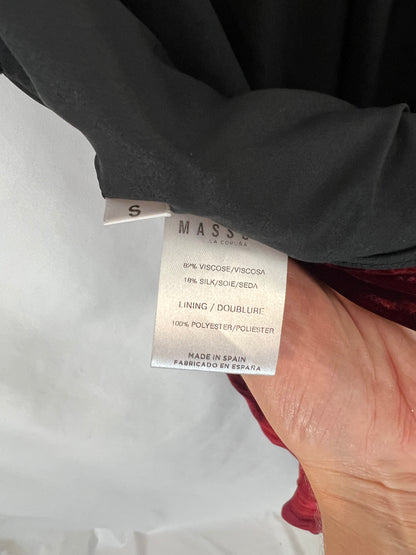 S
LA CORUÑA
82% VISCOSE/VISCOSA
18% SILK/SOIE/SEDA
LINING / DOUBLURE
100% POLYESTER/POLIESTER
MADE IN SPAIN
FABRICADO EN ESPAÑA